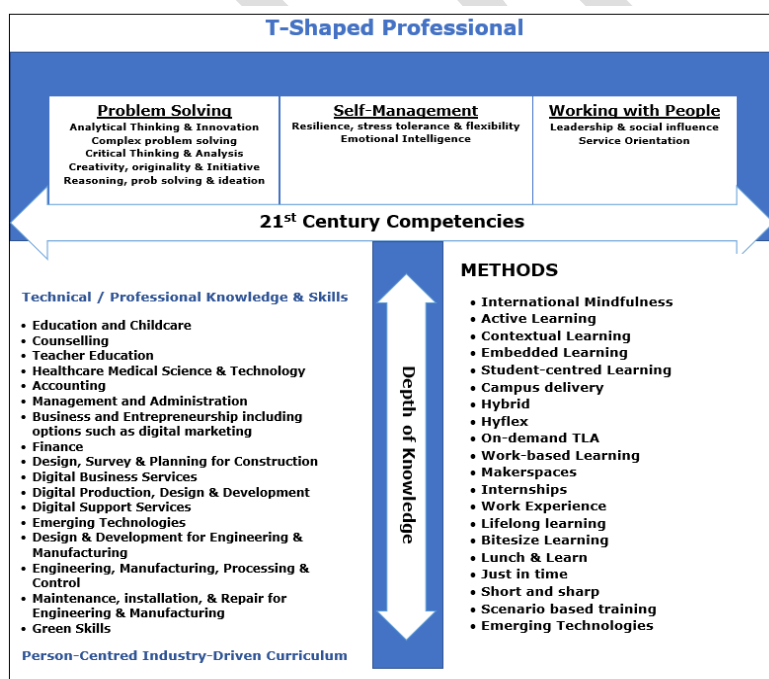 T-Shaped Professional
Problem Solving
Analytical Thinking & Innovation
Complex problem solving
Critical Thinking & Analysis
Creativity, originality & Initiative
Reasoning, prob solving & ideation
Self-Management
Resilience, stress tolerance & flexibility
Emotional Intelligence
Working with People
Leadership & social influence
Service Orientation
21st Century Competencies
Technical / Professional Knowledge & Skills
• Education and Childcare
• Counselling
• Teacher Education
• Healthcare Medical Science & Technology
• Accounting
• Management and Administration
• Business and Entrepreneurship including
options such as digital marketing
• Finance
• Design, Survey & Planning for Construction
• Digital Business Services
• Digital Production, Design & Development
• Digital Support Services
• Emerging Technologies
• Design & Development for Engineering &
Manufacturing
• Engineering, Manufacturing, Processing &
Control
• Maintenance, installation, & Repair for
Engineering & Manufacturing
• Green Skills
Person-Centred Industry-Driven Curriculum
Depth of Knowledge
METHODS
• International Mindfulness
• Active Learning
• Contextual Learning
• Embedded Learning
• Student-centred Learning
• Campus delivery
• Hybrid
• Hyflex
• On-demand TLA
• Work-based Learning
• Makerspaces
• Internships
• Work Experience
• Lifelong learning
• Bitesize Learning
• Lunch & Learn
• Just in time
• Short and sharp
• Scenario based training
• Emerging Technologies